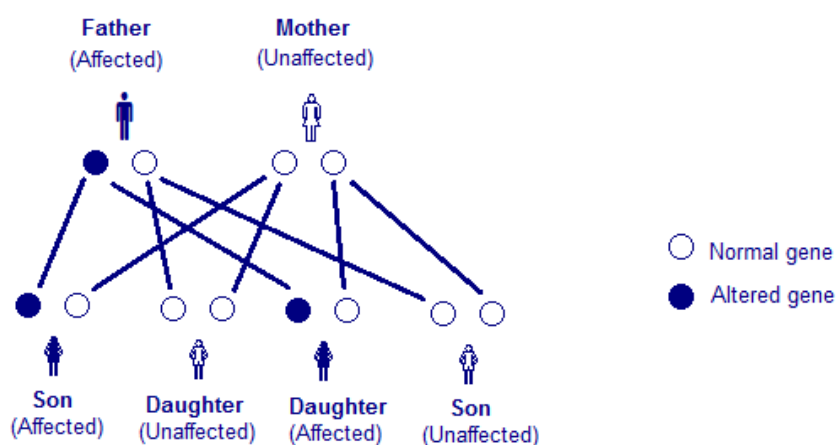 Father
(Affected)
Mother
(Unaffected)
Normal gene
Altered gene
Son
(Affected)
Daughter
(Unaffected)
Daughter
(Affected)
Son
(Unaffected)